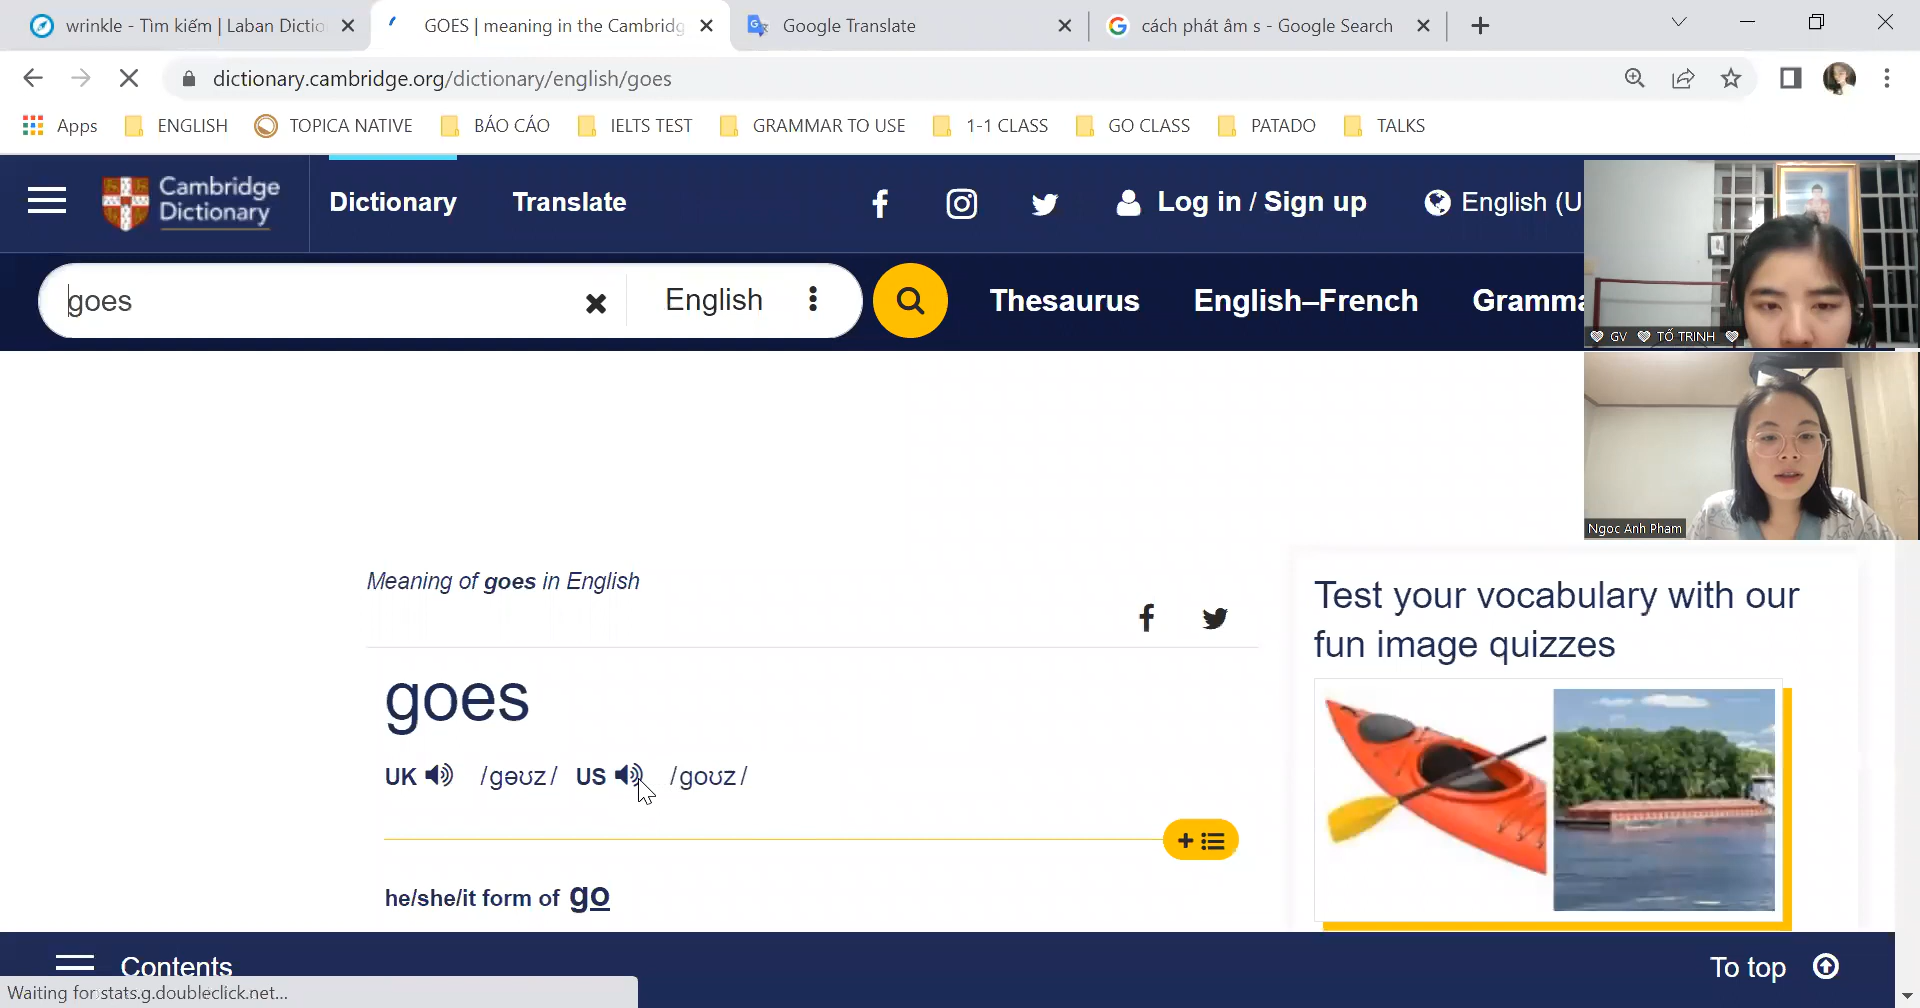 wrinkle - Tìm kiếm | Laban Dictio
GOES | meaning in the Cambridg
Google Translate
cách phát âm s - Google Search
dictionary.cambridge.org/dictionary/english/goes
Apps
ENGLISH
TOPICA NATIVE
BÁO CÁO
IELTS TEST
GRAMMAR TO USE
1-1 CLASS
GO CLASS
PATADO
TALKS
Cambridge
Dictionary
Dictionary
Translate
Log in / Sign up
English (U
goes
English
Thesaurus
English–French
Gramma
GV TỐ TRINH
Ngoc Anh Pham
Meaning of goes in English
goes
UK /ɡəʊz/ US /ɡoʊz/
he/she/it form of go
Test your vocabulary with our
fun image quizzes
Contents
To top
Waiting for stats.g.doubleclick.net...